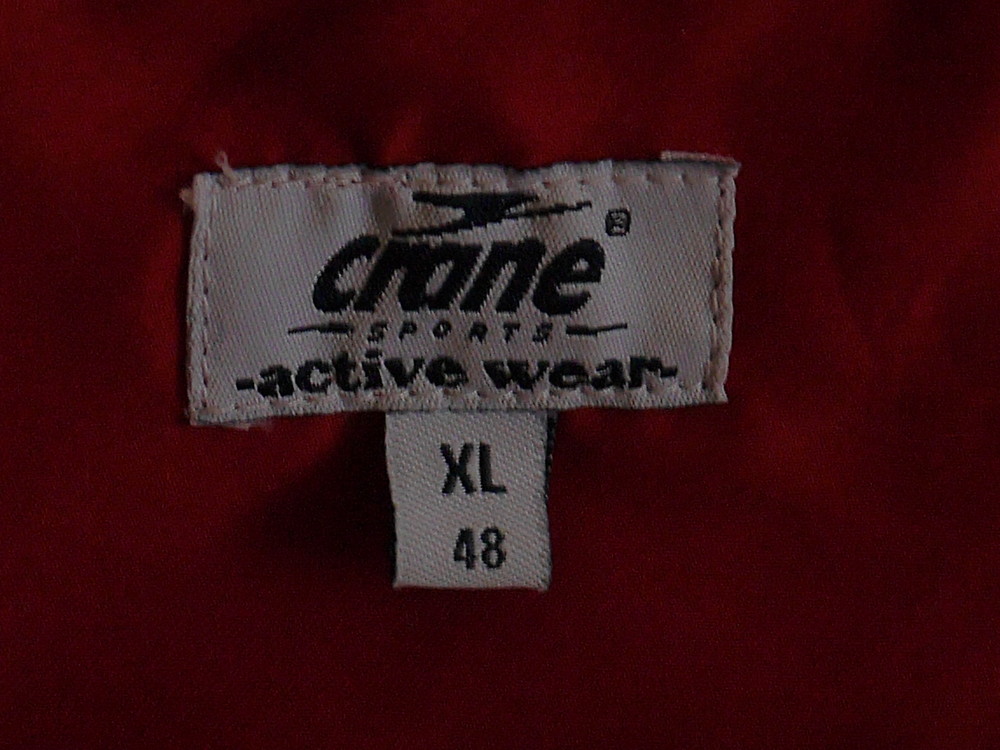 crane®
SPORTS
-active wear-
XL
48